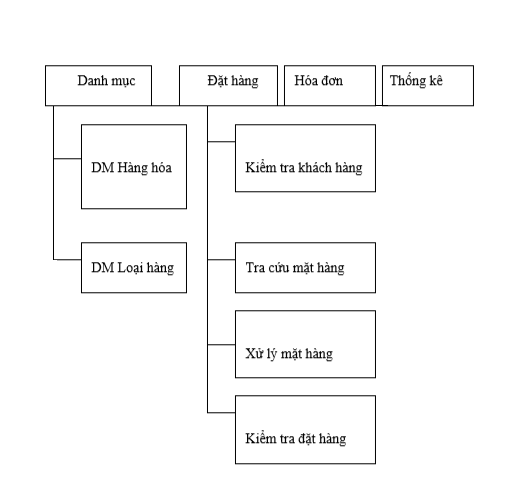 Danh mục
Đặt hàng
Hóa đơn
Thống kê
DM Hàng hóa
Kiểm tra khách hàng
DM Loại hàng
Tra cứu mặt hàng
Xử lý mặt hàng
Kiểm tra đặt hàng